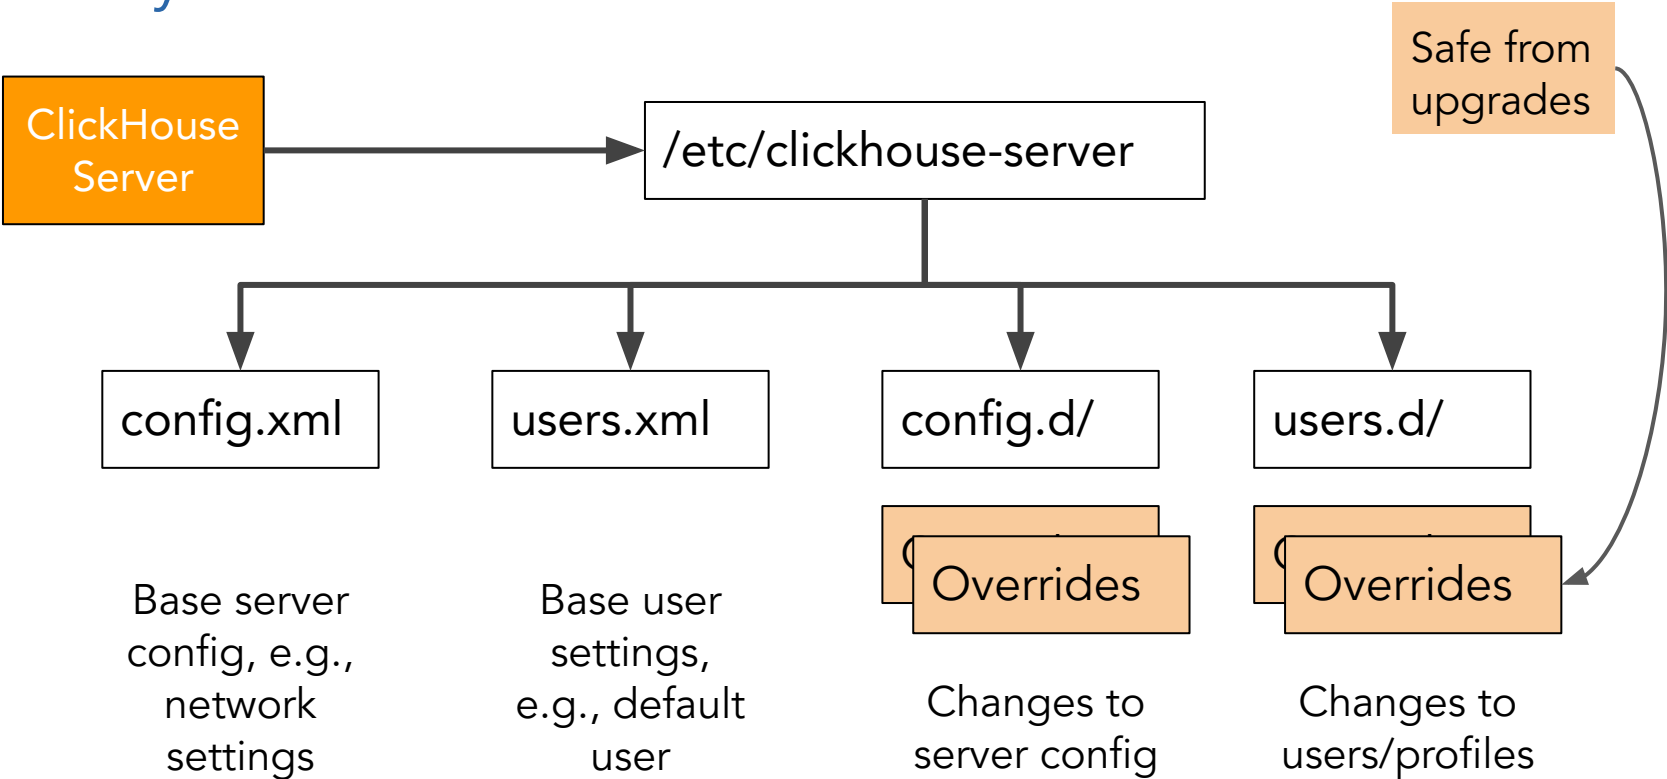 Safe from
upgrades
ClickHouse
Server
/etc/clickhouse-server
config.xml
users.xml
config.d/
users.d/
Overrides
Overrides
Base server
config, e.g.,
network
settings
Base user
settings,
e.g., default
user
Changes to
server config
Changes to
users/profiles